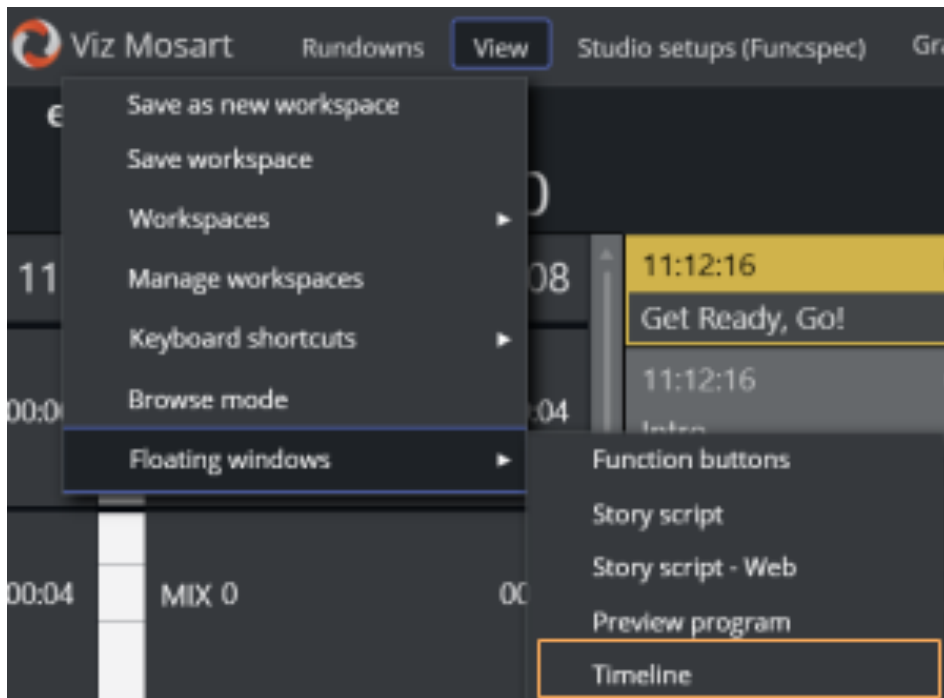 Viz Mosart Rundowns View Studio setups (Funcspec)
Save as new workspace
Save workspace
Workspaces
Manage workspaces
Keyboard shortcuts
Browse mode
Floating windows
Function buttons
Story script
Story script - Web
Preview program
Timeline
11
08
11:12:16
Get Ready, Go!
11:12:16
Intro
:04
00:04
MIX 0